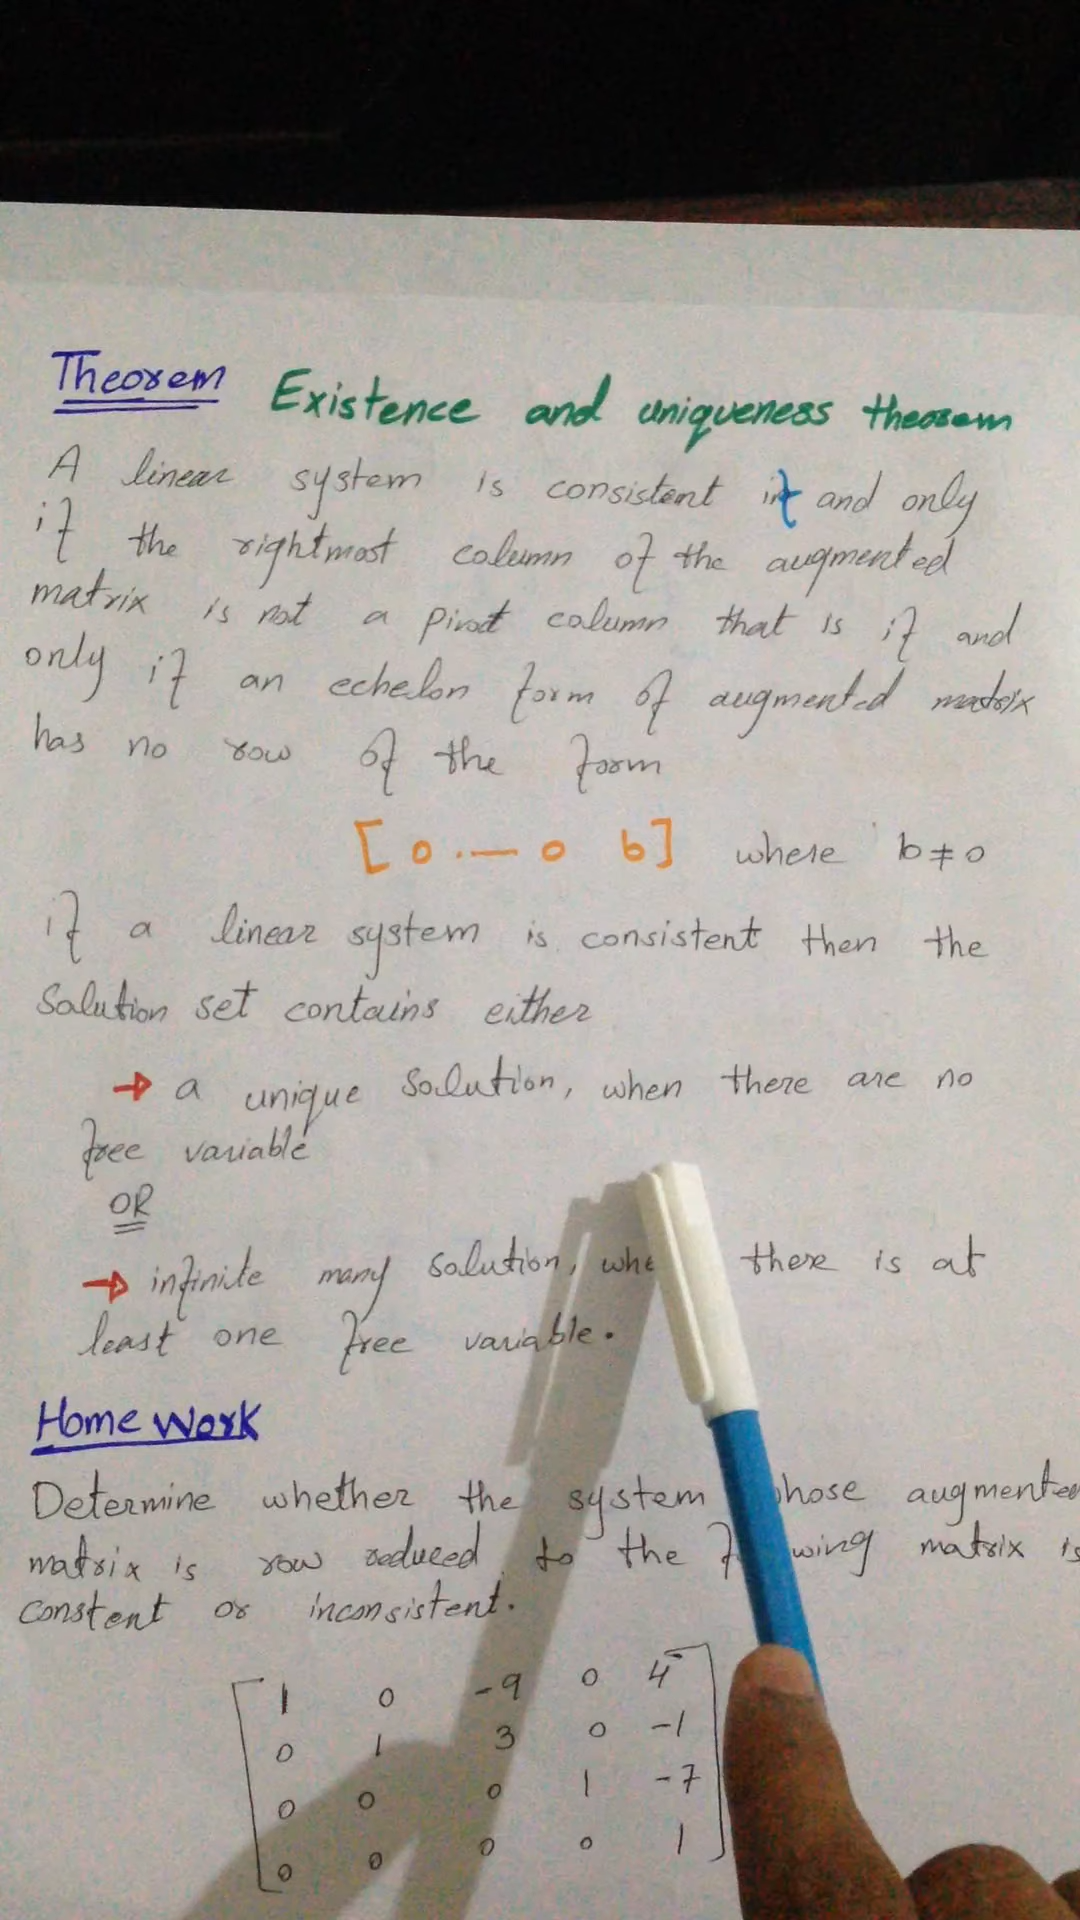 Theorem Existence and uniqueness theorem
A linear system is consistent if and only
if the rightmost column of the augmented
matrix is not a pivot column that is if and
only if an echelon form of augmented matrix
has no row of the form
[0 .— 0 b] where b ≠ 0
if a linear system is consistent then the
Solution set contains either
→ a unique solution, when there are no
free variable
OR
→ infinite many solution, whe there is at
least one free variable.
Home Work
Determine whether the system whose augmented
matrix is row reduced to the wing matrix is
constent or inconsistent.
1 0 -9 0 4
0 1 3 0 -1
0 0 0 1 -7
0 0 0 0 1